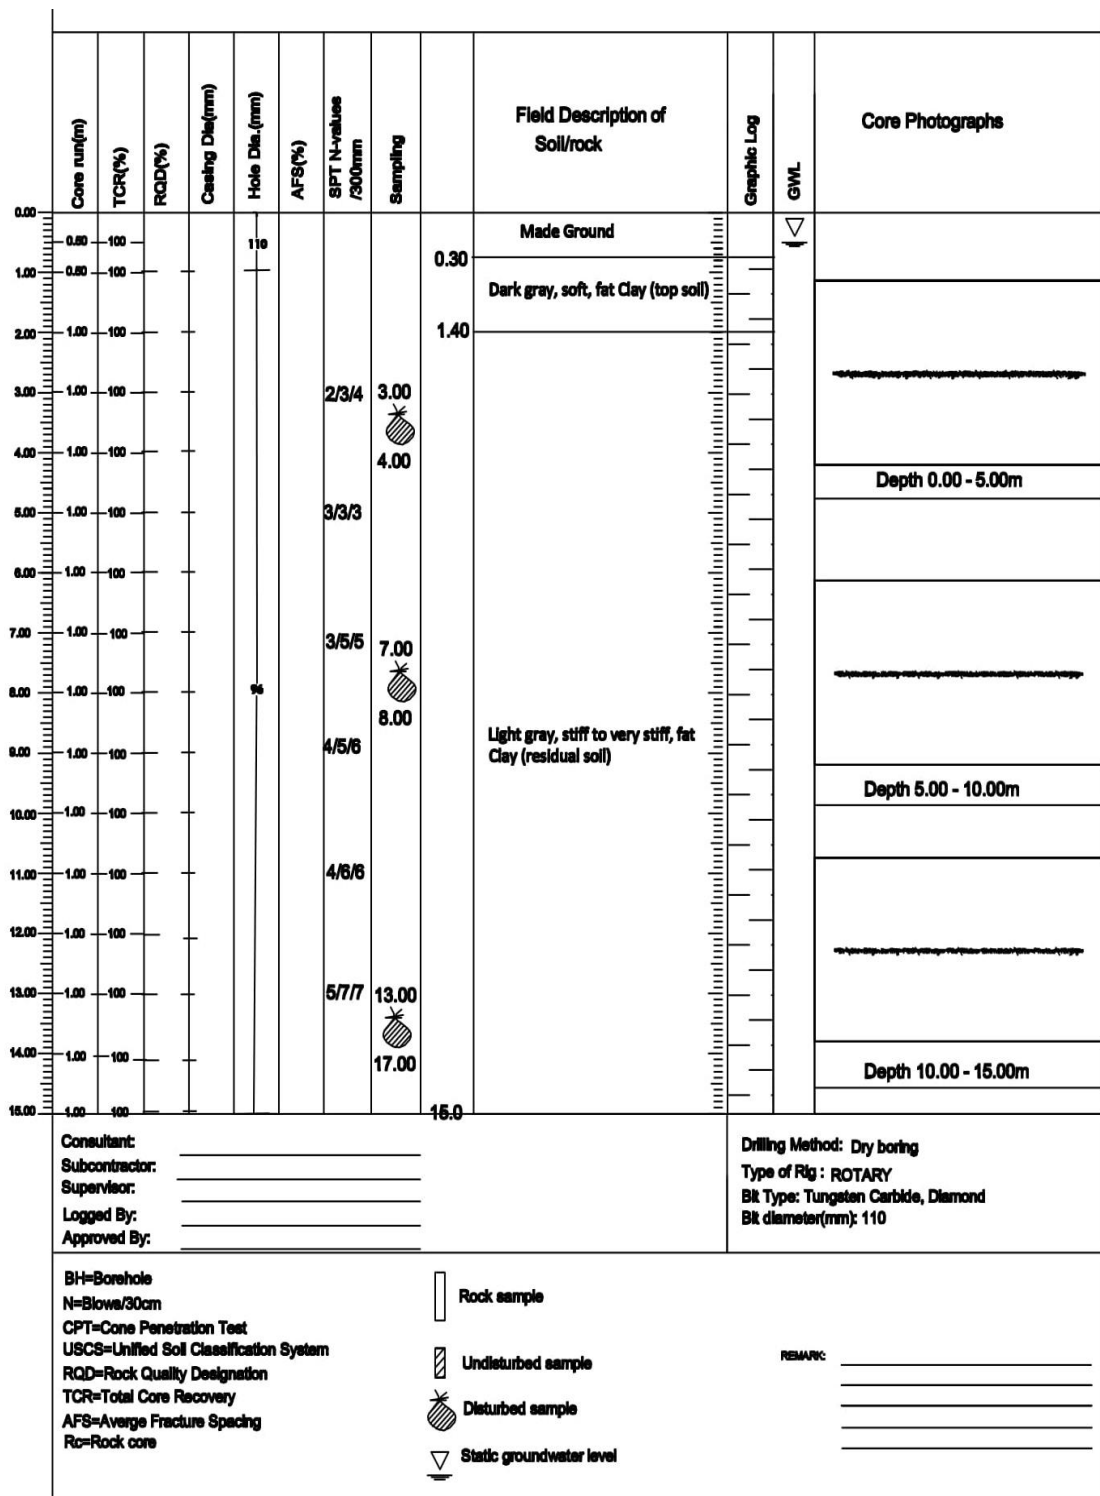 Core run(m)
TCR(%)
RQD(%)
Casing Dia(mm)
Hole Dia.(mm)
AFS(%)
SPT N-values
/300mm
Sampling
Field Description of
Soil/rock
Graphic Log
GWL
Core Photographs
0.00
0.50 100 110 Made Ground
0.30
1.00 0.50 100
Dark gray, soft, fat Clay (top soil)
2.00 1.00 100 1.40
3.00 1.00 100 2/3/4 3.00
4.00 1.00 100 4.00
Depth 0.00 - 5.00m
5.00 1.00 100 3/3/3
6.00 1.00 100
7.00 1.00 100 3/5/5 7.00
8.00 1.00 100 96
8.00
Light gray, stiff to very stiff, fat
Clay (residual soil)
9.00 1.00 100 4/5/6
Depth 5.00 - 10.00m
10.00 1.00 100
11.00 1.00 100 4/6/6
12.00 1.00 100
13.00 1.00 100 5/7/7 13.00
14.00 1.00 100 17.00
Depth 10.00 - 15.00m
15.00 1.00 100 15.0
Consultant:
Subcontractor:
Supervisor:
Logged By:
Approved By:
Drilling Method: Dry boring
Type of Rig : ROTARY
Bit Type: Tungsten Carbide, Diamond
Bit diameter(mm): 110
BH=Borehole
N=Blows/30cm
CPT=Cone Penetration Test
USCS=Unified Soil Classification System
RQD=Rock Quality Designation
TCR=Total Core Recovery
AFS=Averge Fracture Spacing
Rc=Rock core
Rock sample
Undisturbed sample
Disturbed sample
Static groundwater level
REMARK: